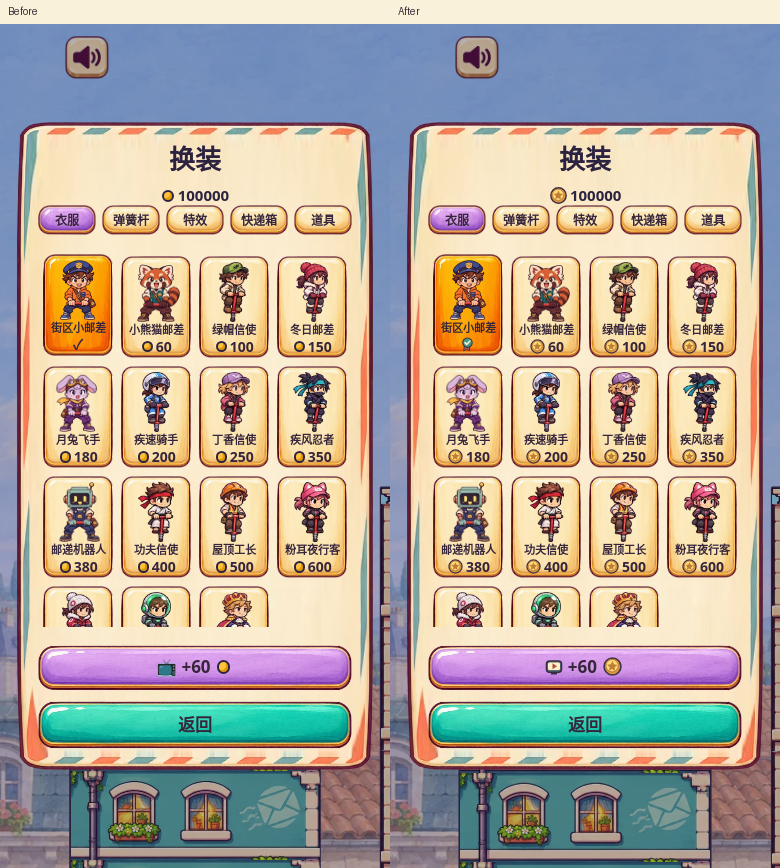 Before
After
换装
100000
衣服 弹簧杆 特效 快递箱 道具
街区小邮差 小熊猫邮差 绿帽信使 冬日邮差
✓ 60 100 150
月兔飞手 疾速骑手 丁香信使 疾风忍者
180 200 250 350
邮递机器人 功夫信使 屋顶工长 粉耳夜行客
380 400 500 600
+60
返回
换装
100000
衣服 弹簧杆 特效 快递箱 道具
街区小邮差 小熊猫邮差 绿帽信使 冬日邮差
60 100 150
月兔飞手 疾速骑手 丁香信使 疾风忍者
180 200 250 350
邮递机器人 功夫信使 屋顶工长 粉耳夜行客
380 400 500 600
+60
返回